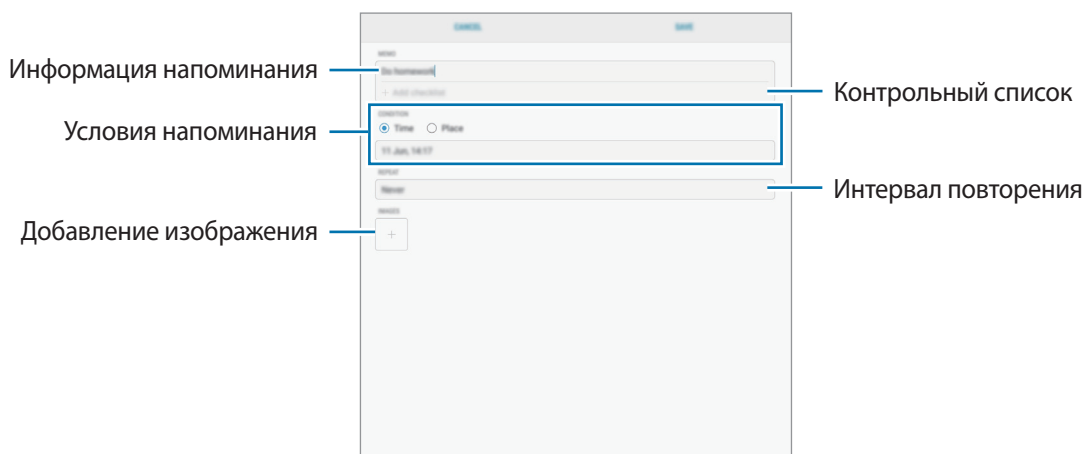 CANCEL
SAVE
MEMO
Информация напоминания
Do homework
+ Add checklist
Контрольный список
CONDITION
Условия напоминания
Time
Place
11 Jun, 14:17
REPEAT
Never
Интервал повторения
IMAGES
Добавление изображения
+